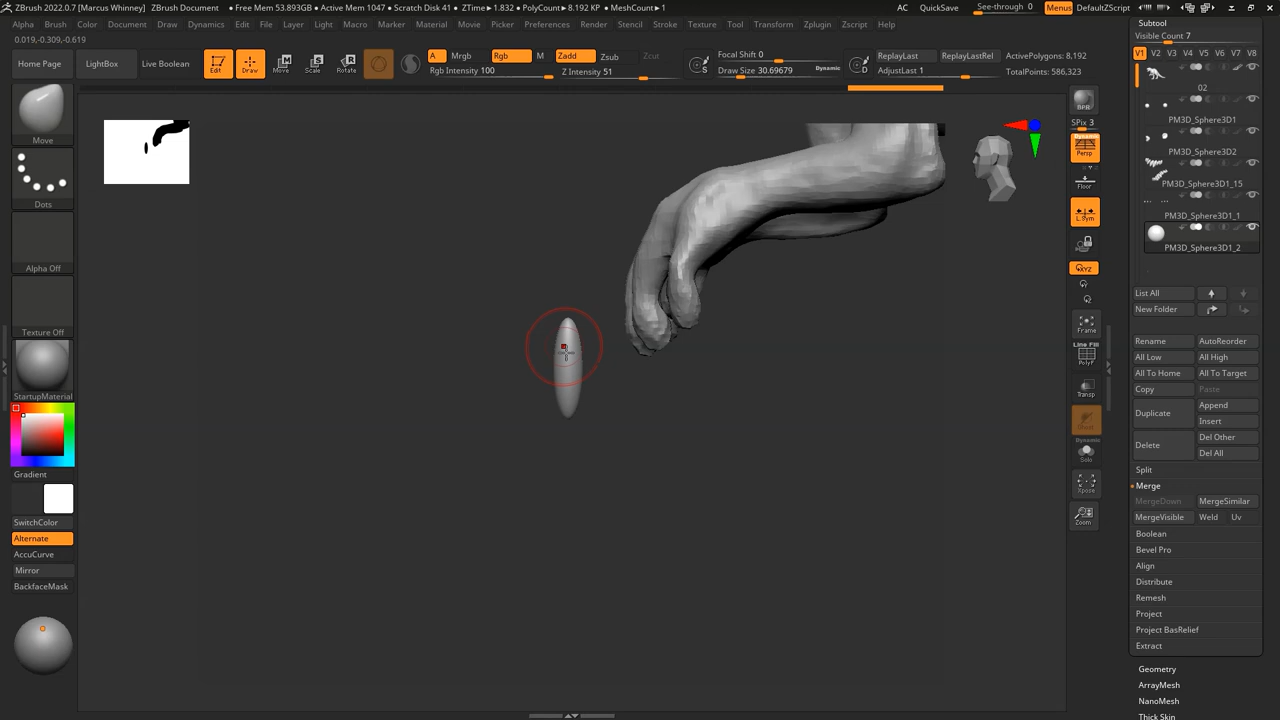 ZBrush 2022.0.7 [Marcus Whinney]  ZBrush Document  • Free Mem 53.893GB • Active Mem 1047 • Scratch Disk 41 • ZTime►1.832 • PolyCount►8.192 KP • MeshCount►1
AC QuickSave See-through 0 Menus DefaultZScript
Alpha Brush Color Document Draw Dynamics Edit File Layer Light Macro Marker Material Movie Picker Preferences Render Stencil Stroke Texture Tool Transform Zplugin Zscript Help
0.019,-0.309,-0.619
Home Page LightBox Live Boolean
Edit Draw Move Scale Rotate
A Mrgb Rgb M Zadd Zsub Zcut
Rgb Intensity 100 Z Intensity 51
S
Focal Shift 0
Draw Size 30.69679 Dynamic
D
ReplayLast ReplayLastRel
AdjustLast 1
ActivePolygons: 8,192
TotalPoints: 586,323
Move
Dots
Alpha Off
Texture Off
StartupMaterial
Gradient
SwitchColor
Alternate
AccuCurve
Mirror
BackfaceMask
BPR
SPix 3
Dynamic
Persp
Floor
L.Sym
XYZ
Frame
Line Fill
PolyF
Transp
Ghost
Dynamic
Solo
Xpose
Zoom
Subtool
Visible Count 7
V1 V2 V3 V4 V5 V6 V7 V8
02
PM3D_Sphere3D1
PM3D_Sphere3D2
PM3D_Sphere3D1_15
PM3D_Sphere3D1_1
PM3D_Sphere3D1_2
List All
New Folder
Rename AutoReorder
All Low All High
All To Home All To Target
Copy Paste
Duplicate Append
Insert
Delete Del Other
Del All
Split
Merge
MergeDown MergeSimilar
MergeVisible Weld Uv
Boolean
Bevel Pro
Align
Distribute
Remesh
Project
Project BasRelief
Extract
Geometry
ArrayMesh
NanoMesh
Thick Skin